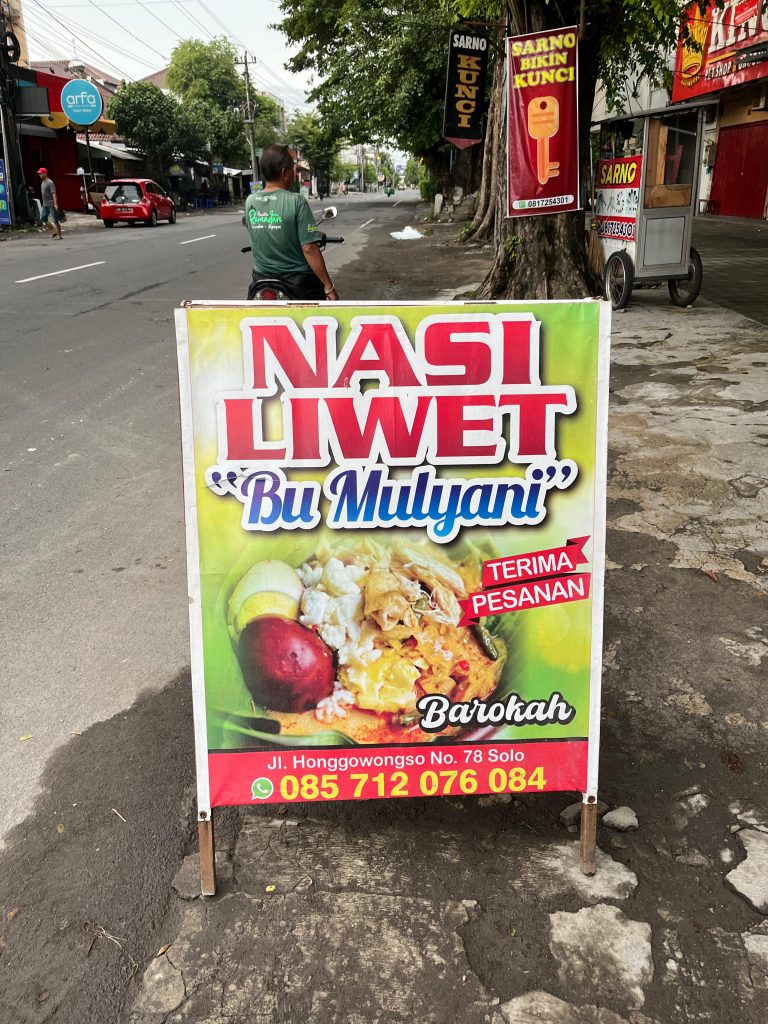 arfa
SARNO
KUNCI
SARNO
BIKIN
KUNCI
0817254301
SARNO
0817254301
NASI
LIWET
"Bu Mulyani"
TERIMA
PESANAN
Barokah
Jl. Honggowongso No. 78 Solo
085 712 076 084